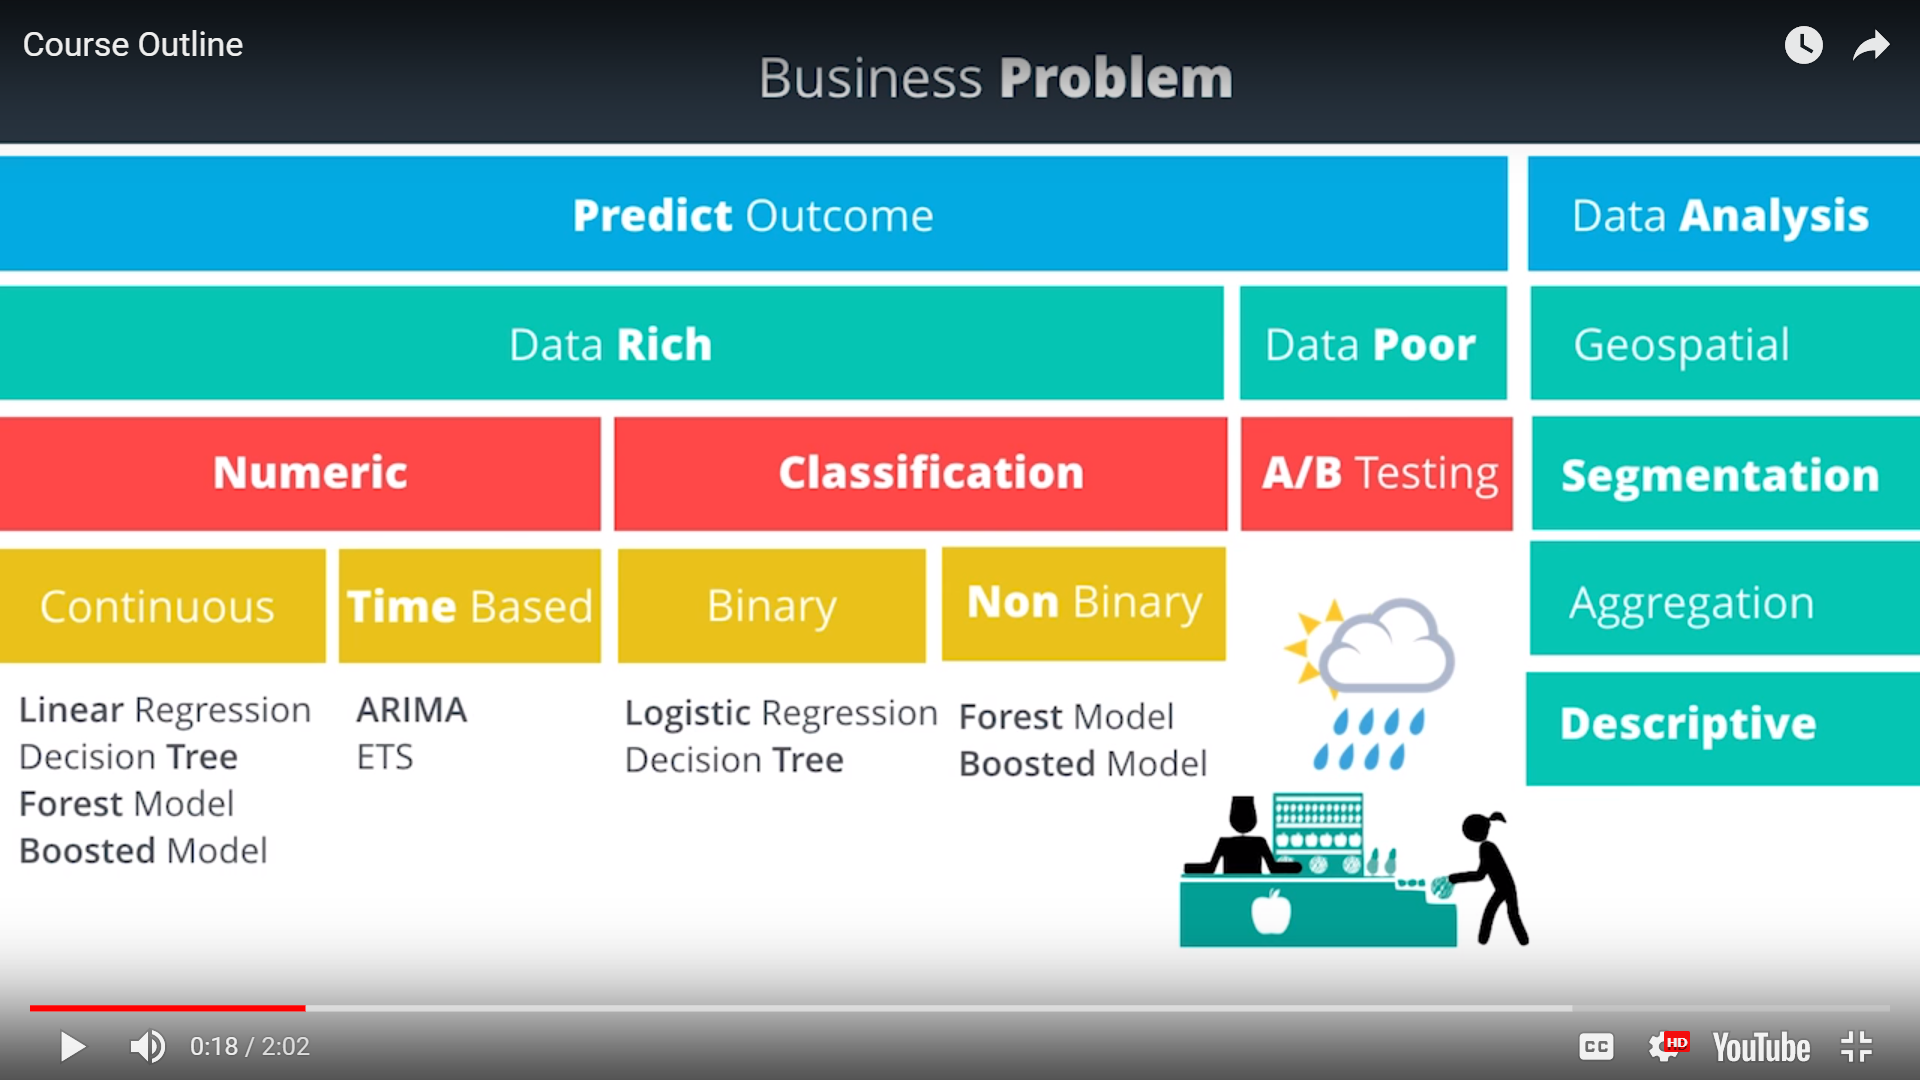 Course Outline
Business Problem
Predict Outcome
Data Analysis
Data Rich
Data Poor
Geospatial
Numeric
Classification
A/B Testing
Segmentation
Continuous
Time Based
Binary
Non Binary
Aggregation
Linear Regression
Decision Tree
Forest Model
Boosted Model
ARIMA
ETS
Logistic Regression
Decision Tree
Forest Model
Boosted Model
Descriptive
0:18 / 2:02
CC
HD
YouTube